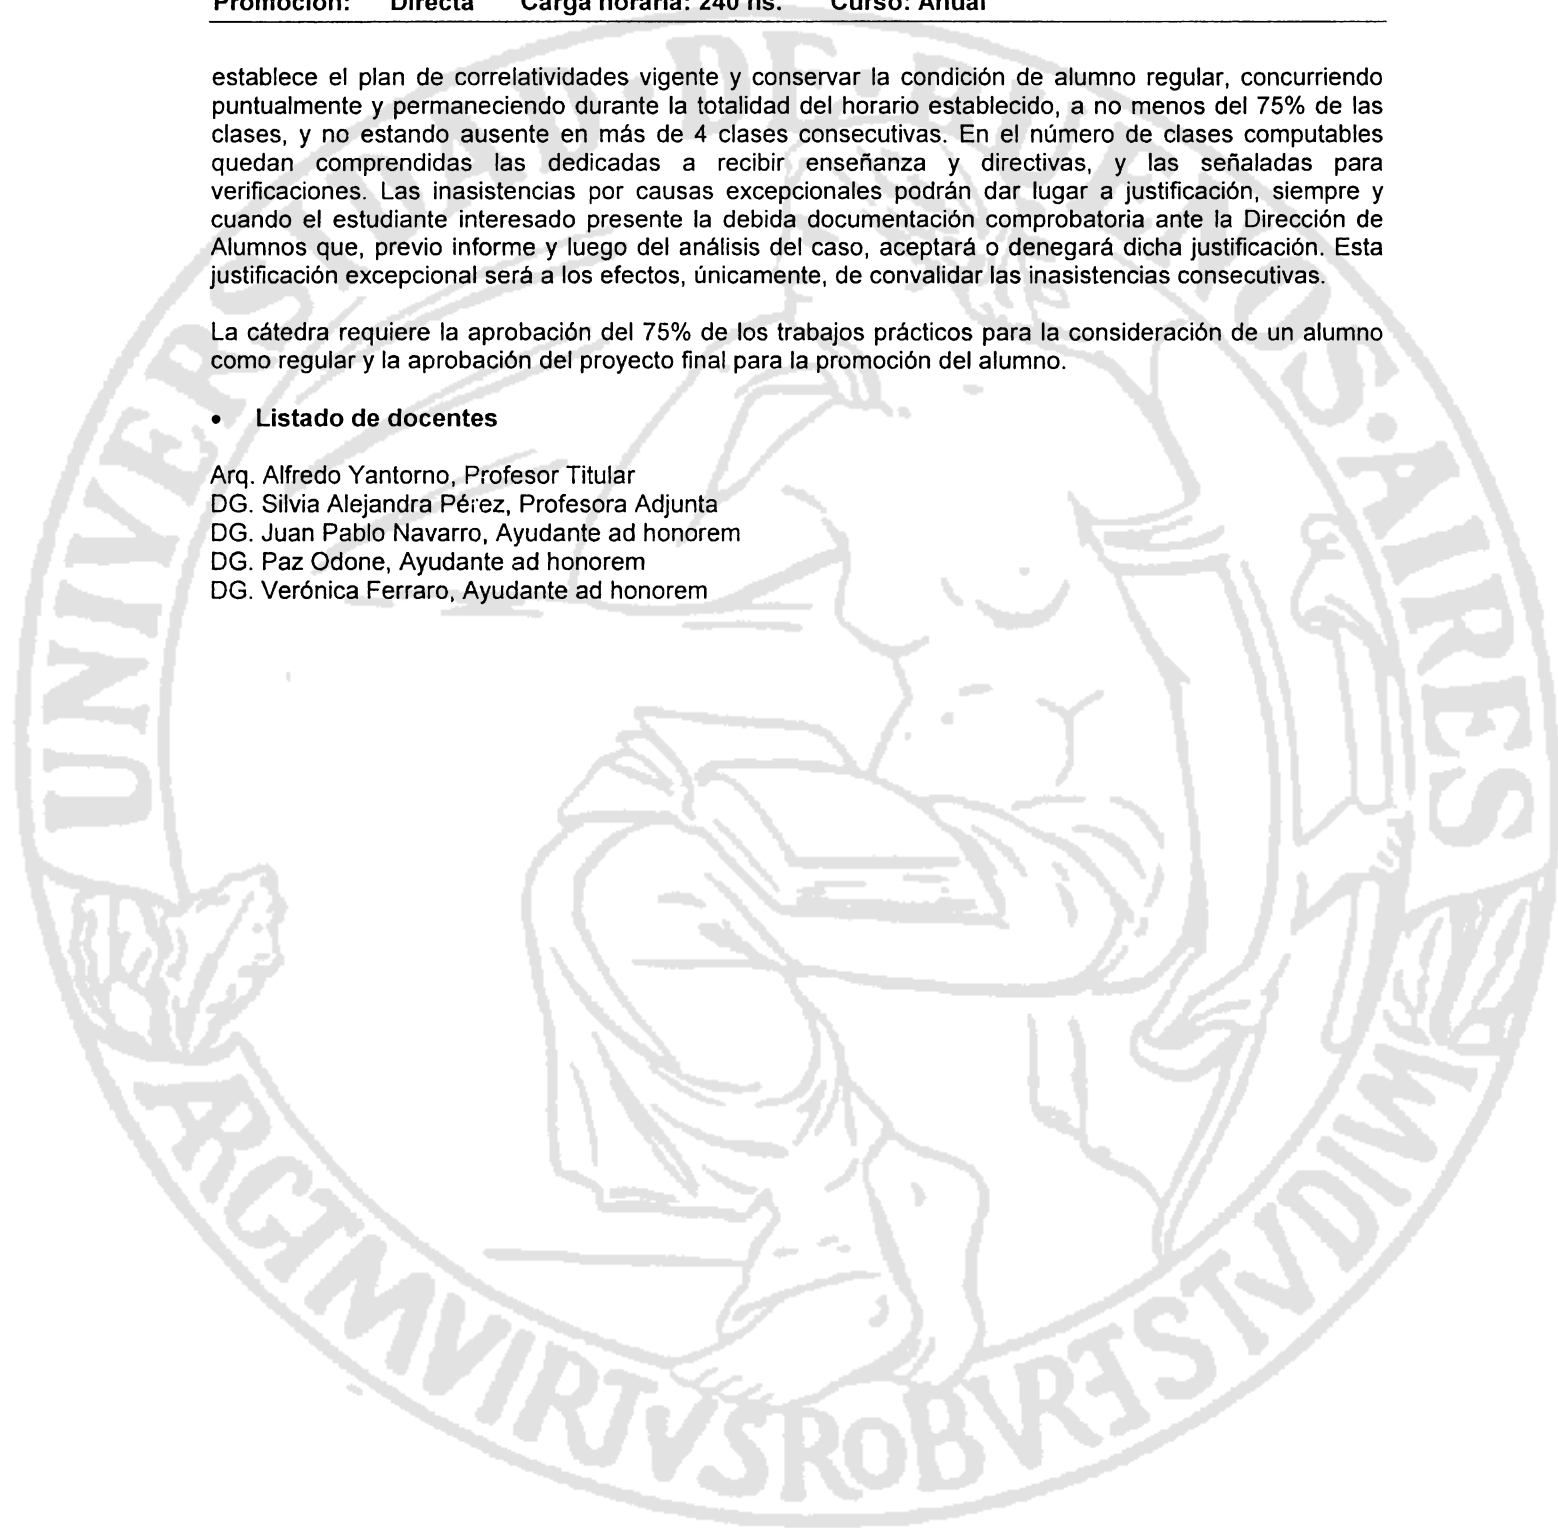 Promoción: Directa Carga horaria: 240 hs. Curso: Anual
establece el plan de correlatividades vigente y conservar la condición de alumno regular, concurriendo
puntualmente y permaneciendo durante la totalidad del horario establecido, a no menos del 75% de las
clases, y no estando ausente en más de 4 clases consecutivas. En el número de clases computables
quedan comprendidas las dedicadas a recibir enseñanza y directivas, y las señaladas para
verificaciones. Las inasistencias por causas excepcionales podrán dar lugar a justificación, siempre y
cuando el estudiante interesado presente la debida documentación comprobatoria ante la Dirección de
Alumnos que, previo informe y luego del análisis del caso, aceptará o denegará dicha justificación. Esta
justificación excepcional será a los efectos, únicamente, de convalidar las inasistencias consecutivas.
La cátedra requiere la aprobación del 75% de los trabajos prácticos para la consideración de un alumno
como regular y la aprobación del proyecto final para la promoción del alumno.
• Listado de docentes
Arq. Alfredo Yantorno, Profesor Titular
DG. Silvia Alejandra Pérez, Profesora Adjunta
DG. Juan Pablo Navarro, Ayudante ad honorem
DG. Paz Odone, Ayudante ad honorem
DG. Verónica Ferraro, Ayudante ad honorem
UNIVERSITAD·DE·BUENOS·AIRES
ARGTMVIRTVSROBVRETSTVDIVM